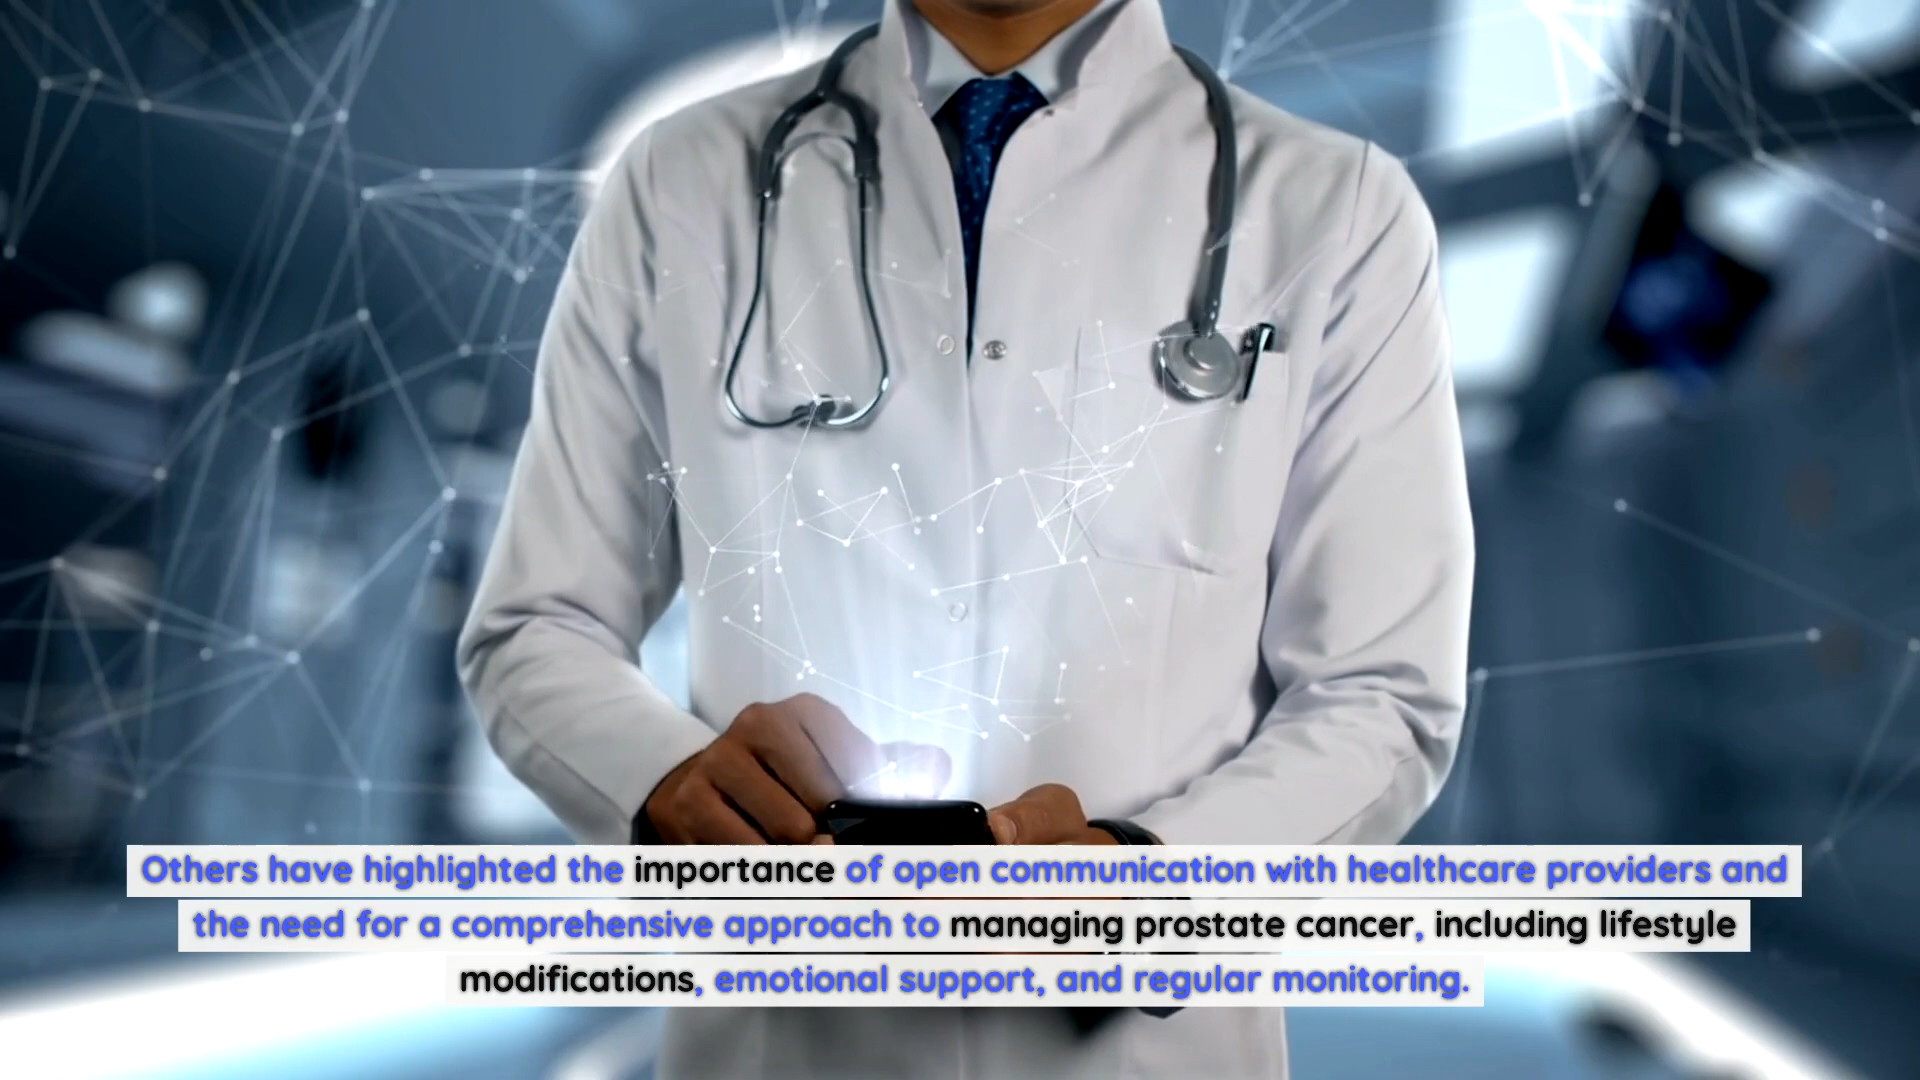 Others have highlighted the importance of open communication with healthcare providers and
the need for a comprehensive approach to managing prostate cancer, including lifestyle
modifications, emotional support, and regular monitoring.